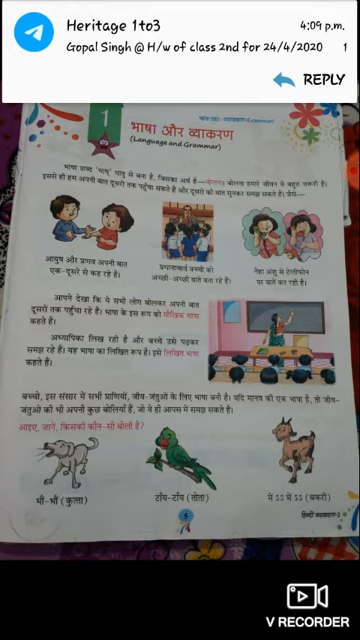 Heritage 1to3
4:09 p.m.
Gopal Singh @ H/w of class 2nd for 24/4/2020 1
REPLY
1
भाषा और व्याकरण
(Language and Grammar)
भाषा शब्द 'भाष्' धातु से बना है, जिसका अर्थ है—बोलना। बोलना हमारे जीवन में बहुत जरूरी है।
इससे ही हम अपनी बात दूसरों तक पहुँचा सकते हैं और दूसरों की बात सुनकर समझ सकते हैं। जैसे—
आयुष और प्रणव अपनी बात
एक-दूसरे से कह रहे हैं।
प्रधानाचार्य बच्चों को
अच्छी-अच्छी बातें बता रहे हैं।
नेहा अंशु से टेलीफोन
पर बातें कर रही है।
आपने देखा कि ये सभी लोग बोलकर अपनी बात
दूसरों तक पहुँचा रहे हैं। भाषा के इस रूप को मौखिक भाषा
कहते हैं।
अध्यापिका लिख रही है और बच्चे उसे पढ़कर
समझ रहे हैं। यह भाषा का लिखित रूप है। इसे लिखित भाषा
कहते हैं।
बच्चो, इस संसार में सभी प्राणियों, जीव-जंतुओं के लिए भाषा बनी है। यदि मानव की एक भाषा है, तो जीव-
जंतुओं की भी अपनी कुछ बोलियाँ हैं, जो वे ही आपस में समझ सकते हैं।
आइए, जानें, किसकी कौन-सी बोली है?
भौं-भौं (कुत्ता)
टाँय-टाँय (तोता)
में ऽऽ में ऽऽ (बकरी)
5
हिन्दी व्याकरण-2
V RECORDER